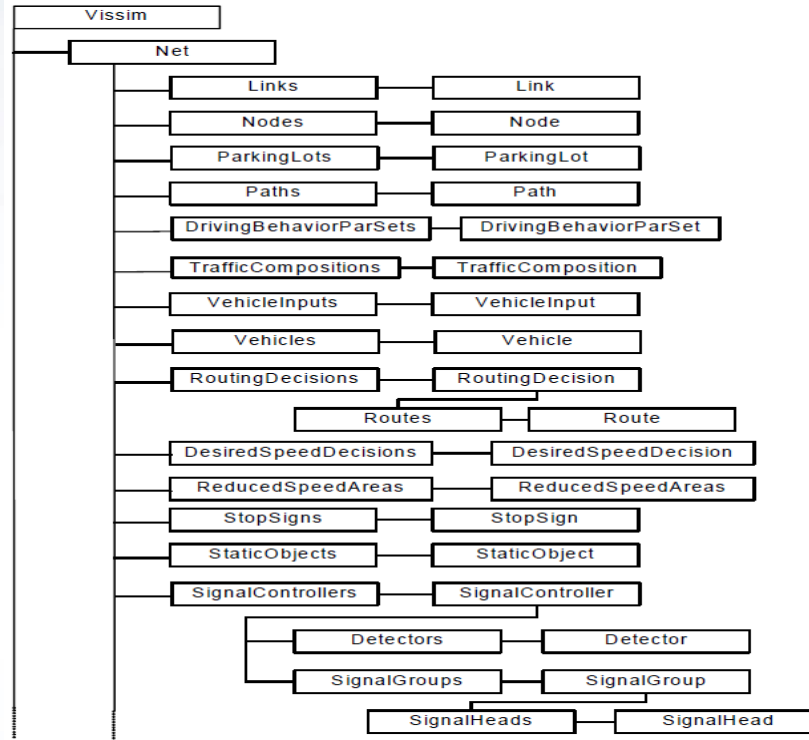 Vissim
Net
Links Link
Nodes Node
ParkingLots ParkingLot
Paths Path
DrivingBehaviorParSets DrivingBehaviorParSet
TrafficCompositions TrafficComposition
VehicleInputs VehicleInput
Vehicles Vehicle
RoutingDecisions RoutingDecision
Routes Route
DesiredSpeedDecisions DesiredSpeedDecision
ReducedSpeedAreas ReducedSpeedAreas
StopSigns StopSign
StaticObjects StaticObject
SignalControllers SignalController
Detectors Detector
SignalGroups SignalGroup
SignalHeads SignalHead